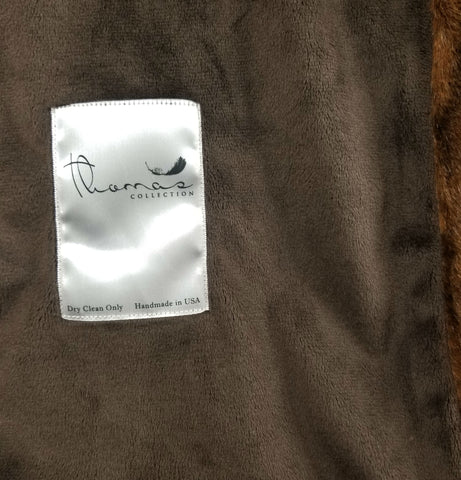 Thomas
COLLECTION
Dry Clean Only Handmade in USA